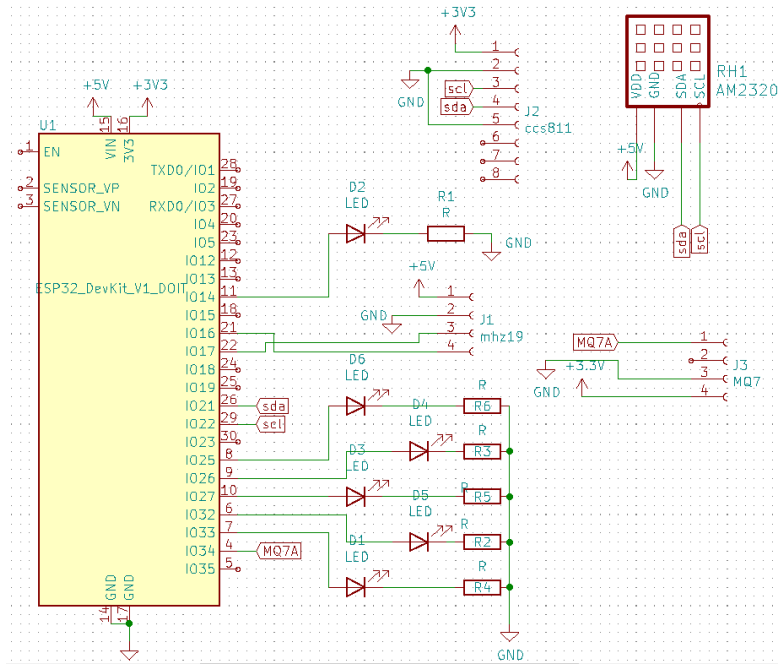 +3V3
+5V
+3V3
U1
15
16
VIN
3V3
1
EN
2
SENSOR_VP
3
SENSOR_VN
ESP32_DevKit_V1_DOIT
TXD0/IO1
28
IO2
19
RXD0/IO3
27
IO4
20
IO5
23
IO12
12
IO13
13
IO14
11
IO15
18
IO16
21
IO17
22
IO18
24
IO19
25
IO21
26
sda
IO22
29
scl
IO23
30
IO25
8
IO26
9
IO27
10
IO32
6
IO33
7
IO34
4
MQ7A
IO35
5
GND
GND
14
17
1
2
3
4
5
6
7
8
GND
scl
sda
J2
ccs811
VDD
GND
SDA
SCL
RH1
AM2320
+5V
GND
sda
scl
D2
LED
R1
R
GND
+5V
1
2
3
4
GND
J1
mhz19
MQ7A
1
2
3
4
J3
MQ7
GND
+3.3V
D6
LED
R
R6
D4
LED
R
R3
D3
LED
R
R5
D5
LED
R
R2
D1
LED
R
R4
GND